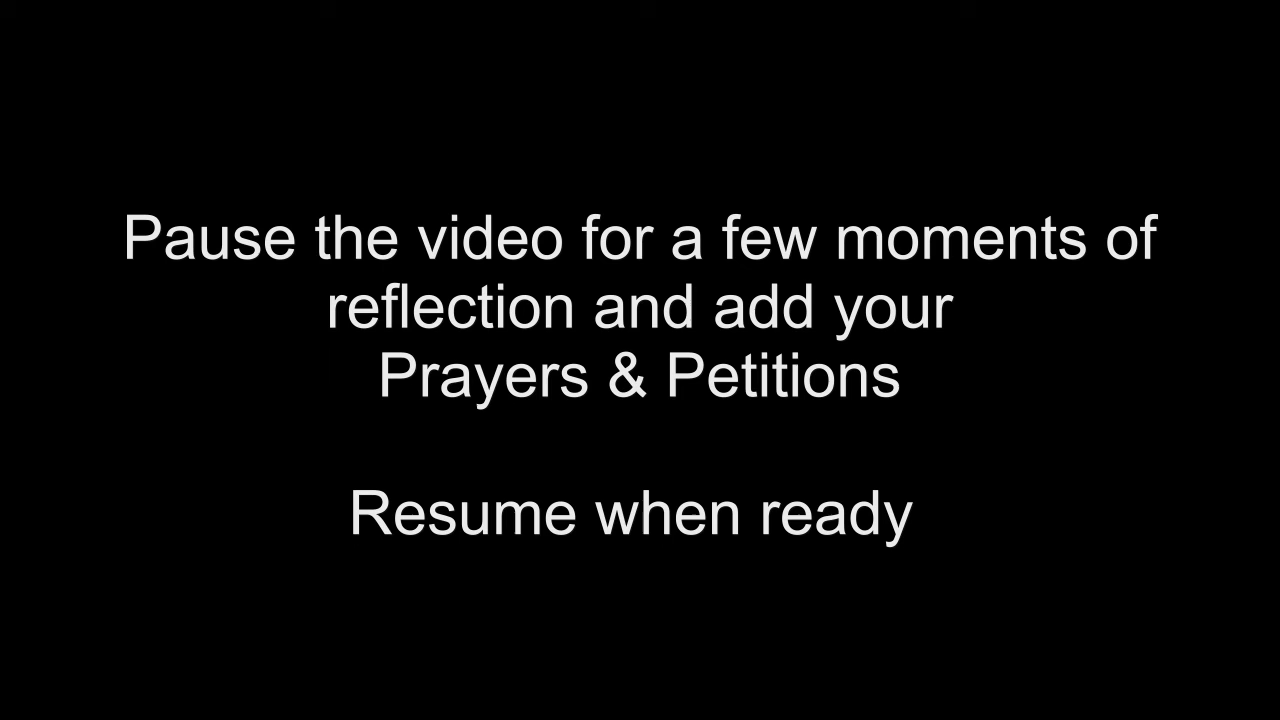 Pause the video for a few moments of
reflection and add your
Prayers & Petitions
Resume when ready